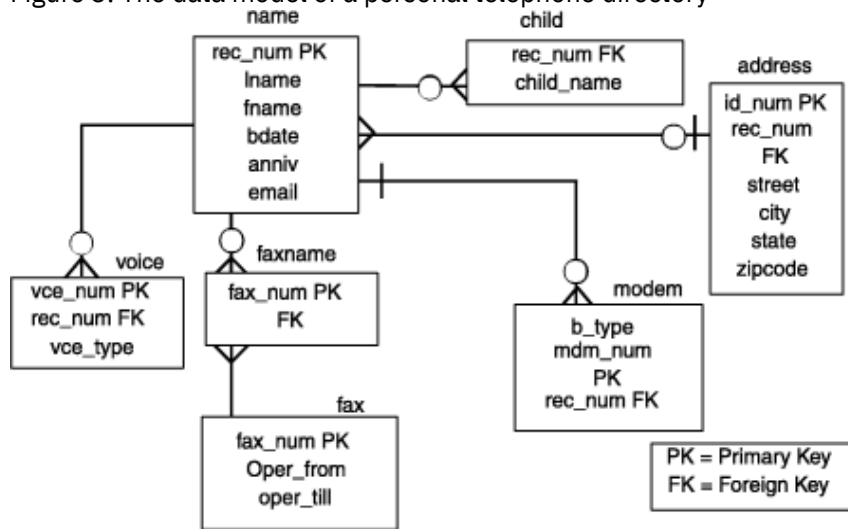 Figure 3: The data model of a personal telephone directory
name
rec_num PK
lname
fname
bdate
anniv
email
child
rec_num FK
child_name
address
id_num PK
rec_num
FK
street
city
state
zipcode
voice
vce_num PK
rec_num FK
vce_type
faxname
fax_num PK
FK
modem
b_type
mdm_num
PK
rec_num FK
fax
fax_num PK
Oper_from
oper_till
PK = Primary Key
FK = Foreign Key